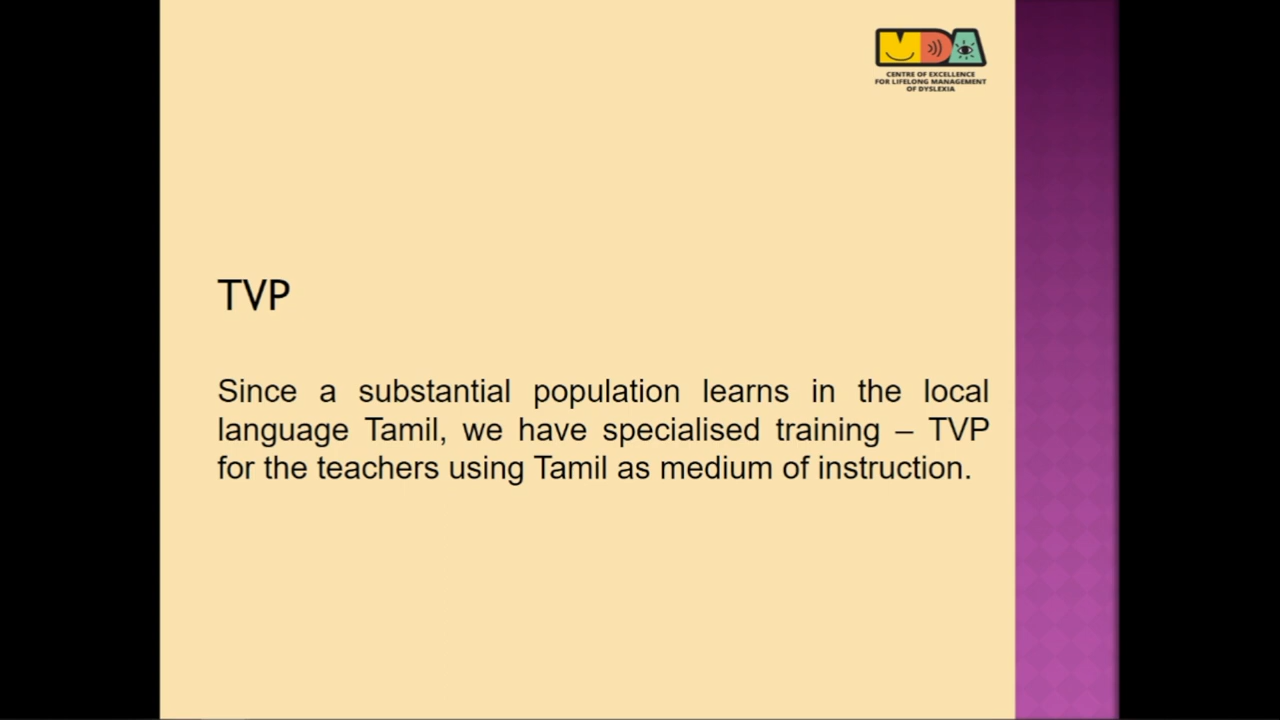 MDA
CENTRE OF EXCELLENCE
FOR LIFELONG MANAGEMENT
OF DYSLEXIA
TVP
Since a substantial population learns in the local
language Tamil, we have specialised training – TVP
for the teachers using Tamil as medium of instruction.